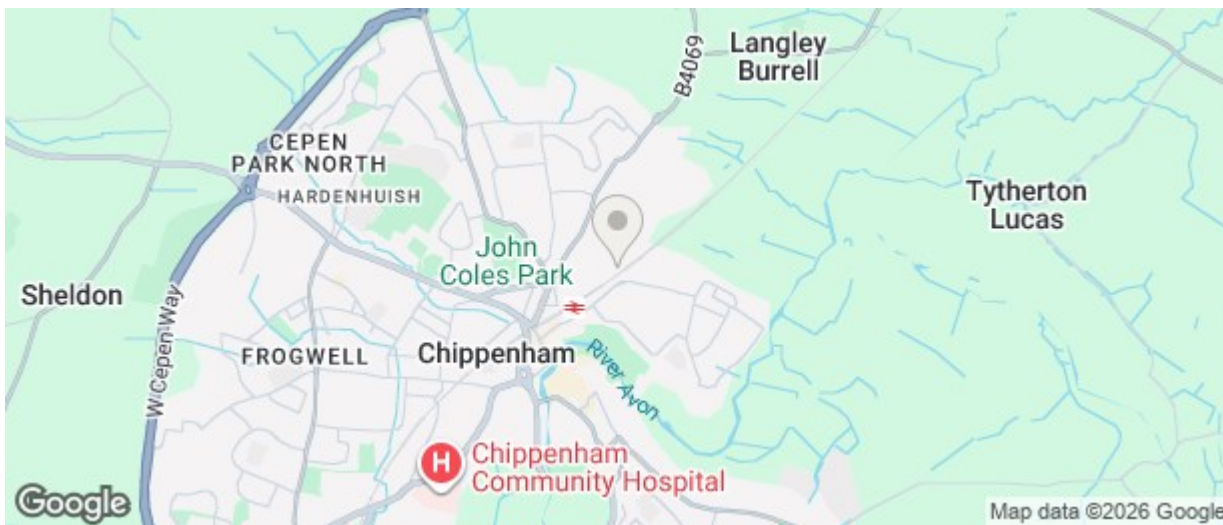 B4069
Langley
Burrell
CEPEN
PARK NORTH
HARDENHUISH
Tytherton
Lucas
John
Coles Park
Sheldon
W Cepen Way
FROGWELL
Chippenham
River Avon
H
Chippenham
Community Hospital
Google
Map data ©2026 Google